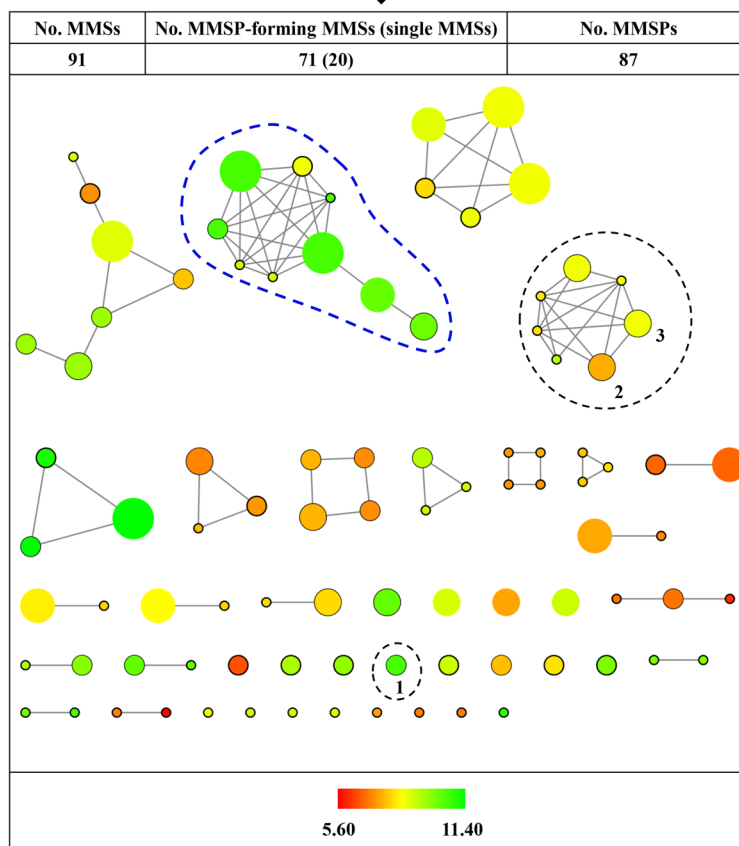 No. MMSs No. MMSP-forming MMSs (single MMSs) No. MMSPs
91 71 (20) 87
3
2
1
5.60 11.40